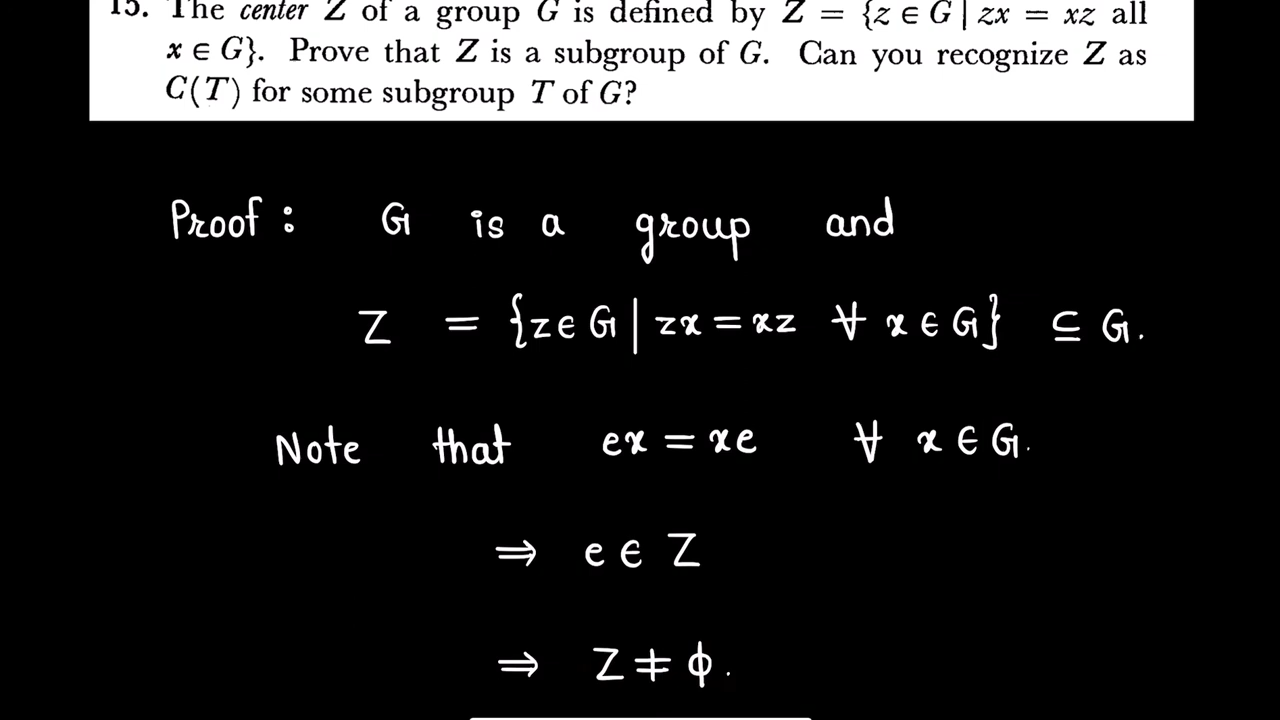 15. The center Z of a group G is defined by Z = {z ∈ G | zx = xz all
x ∈ G}. Prove that Z is a subgroup of G. Can you recognize Z as
C(T) for some subgroup T of G?
Proof : G is a group and
Z = {z ∈ G | zx = xz ∀ x ∈ G} ⊆ G.
Note that ex = xe ∀ x ∈ G.
⇒ e ∈ Z
⇒ Z ≠ ϕ.